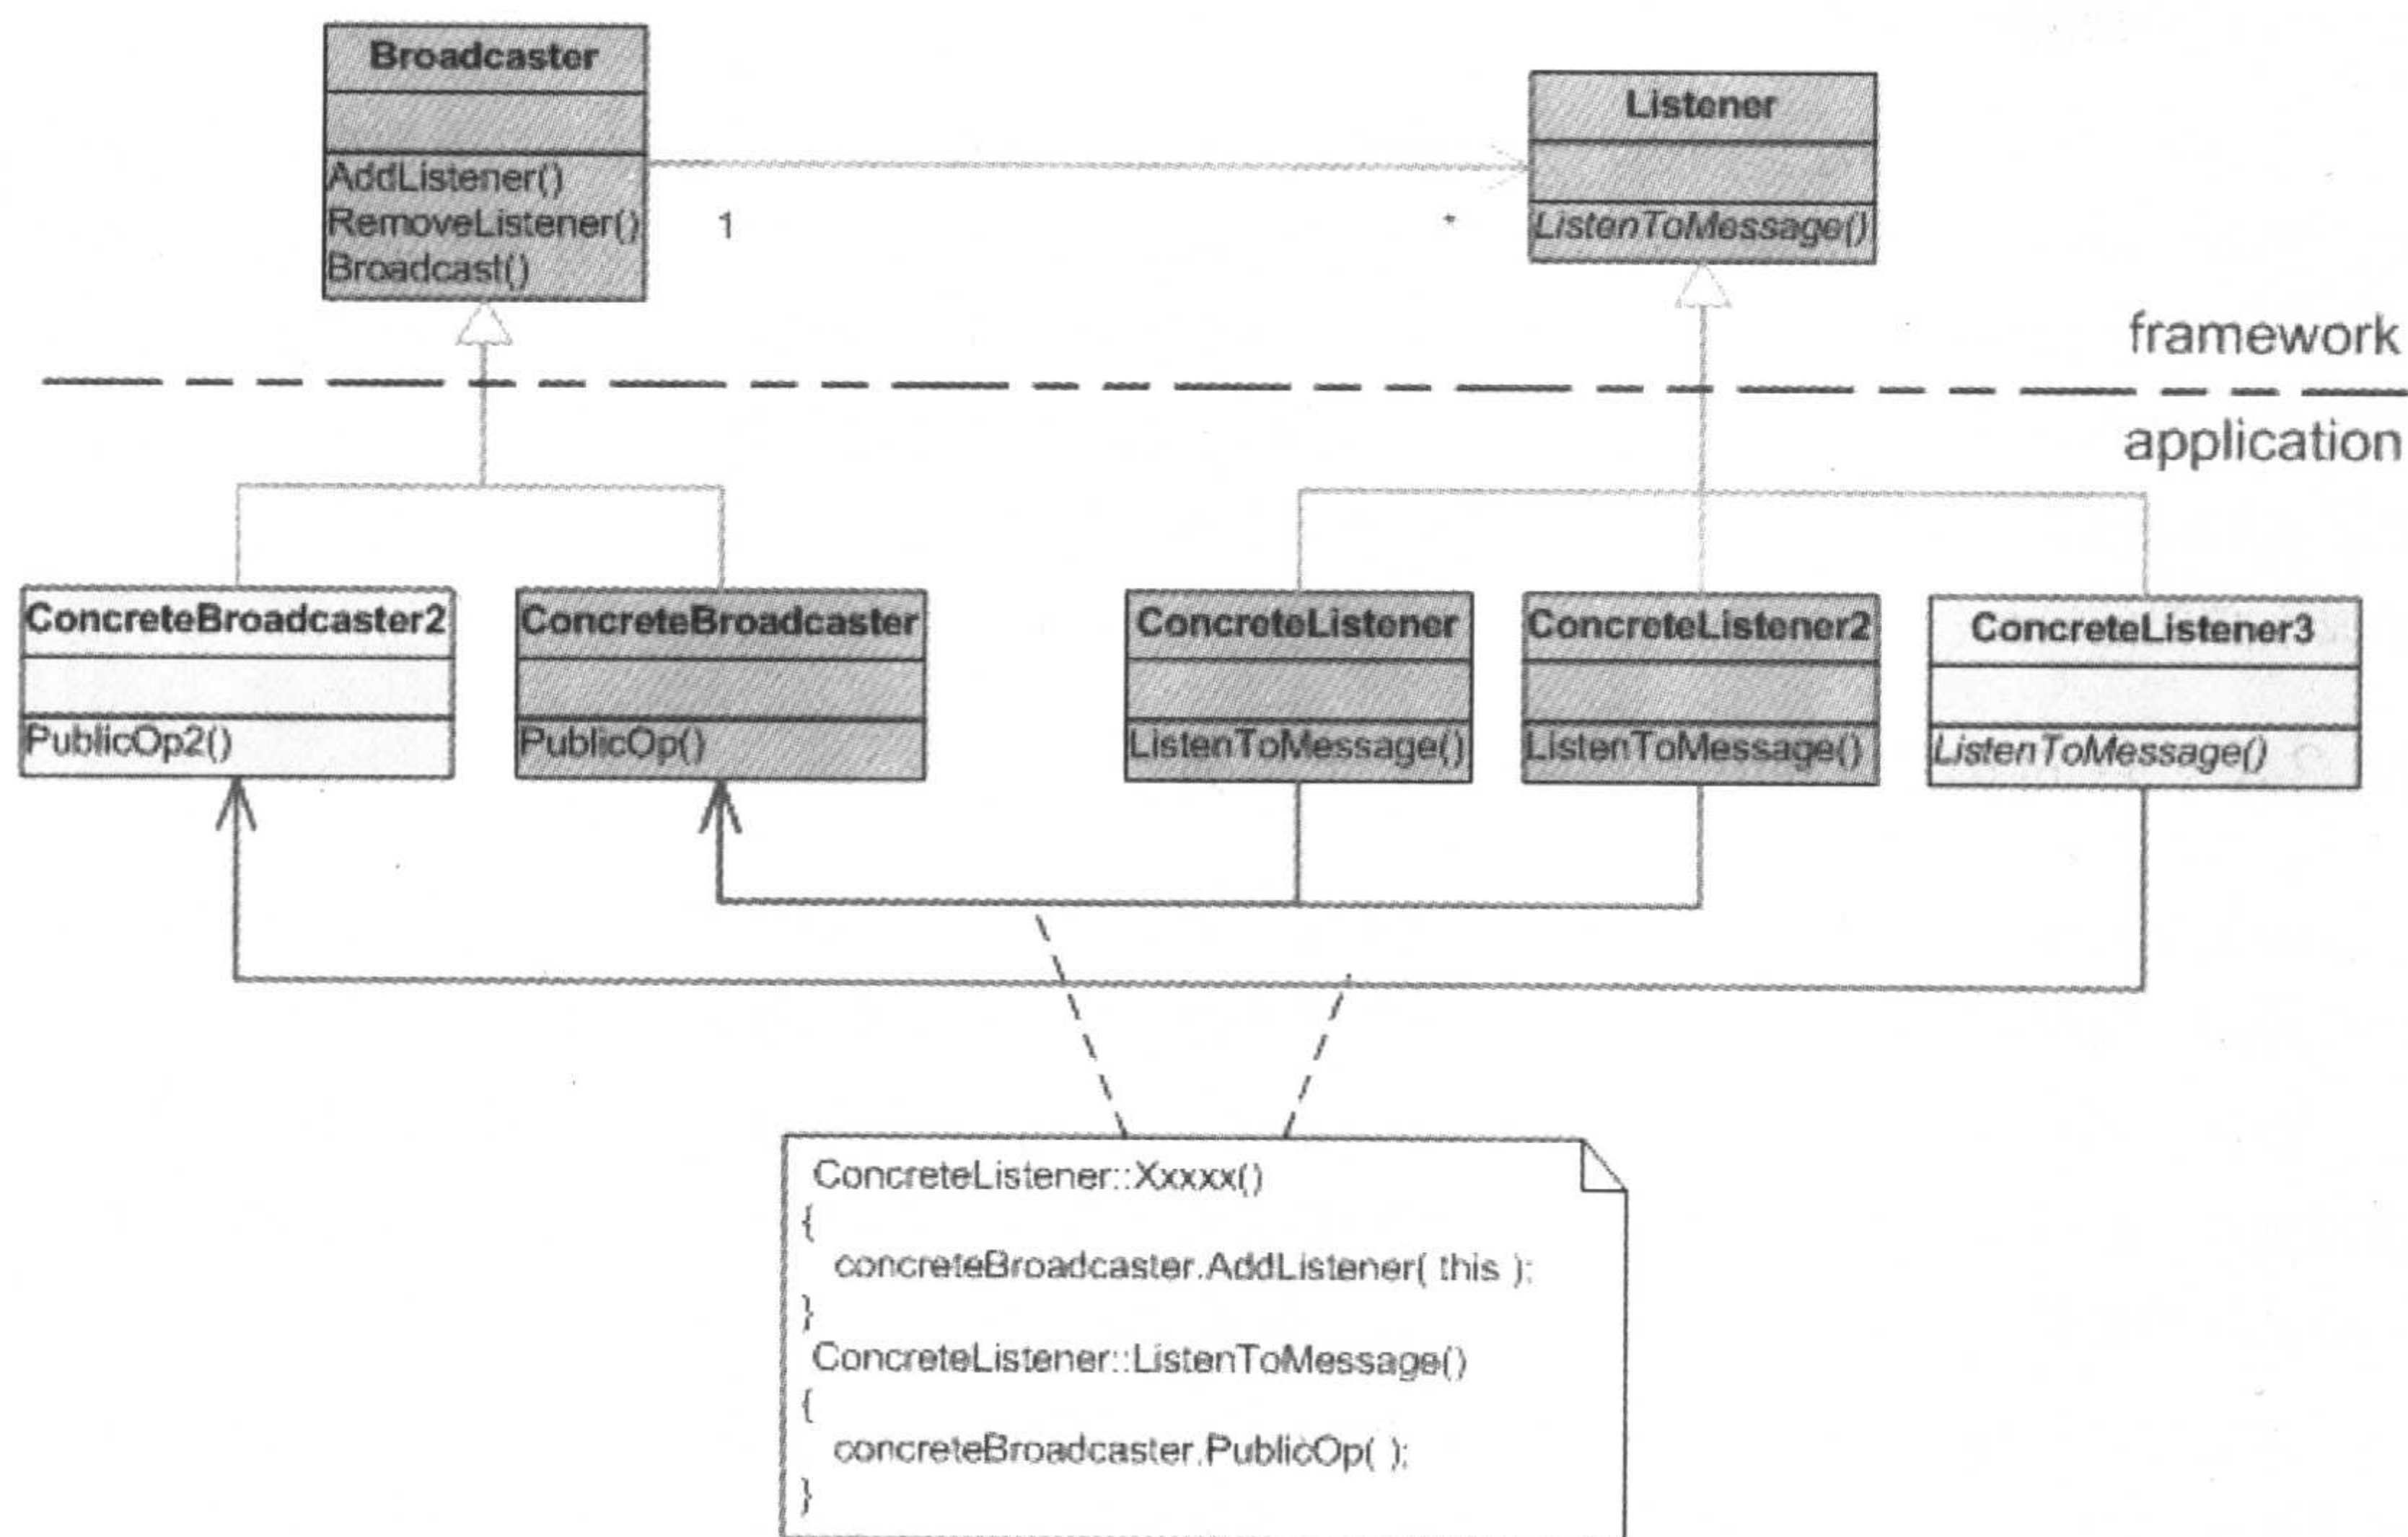 Broadcaster
AddListener()
RemoveListener()
Broadcast()
1
*
Listener
ListenToMessage()
framework
application
ConcreteBroadcaster2
PublicOp2()
ConcreteBroadcaster
PublicOp()
ConcreteListener
ListenToMessage()
ConcreteListener2
ListenToMessage()
ConcreteListener3
ListenToMessage()
ConcreteListener::Xxxxx()
{
concreteBroadcaster.AddListener( this );
}
ConcreteListener::ListenToMessage()
{
concreteBroadcaster.PublicOp( );
}